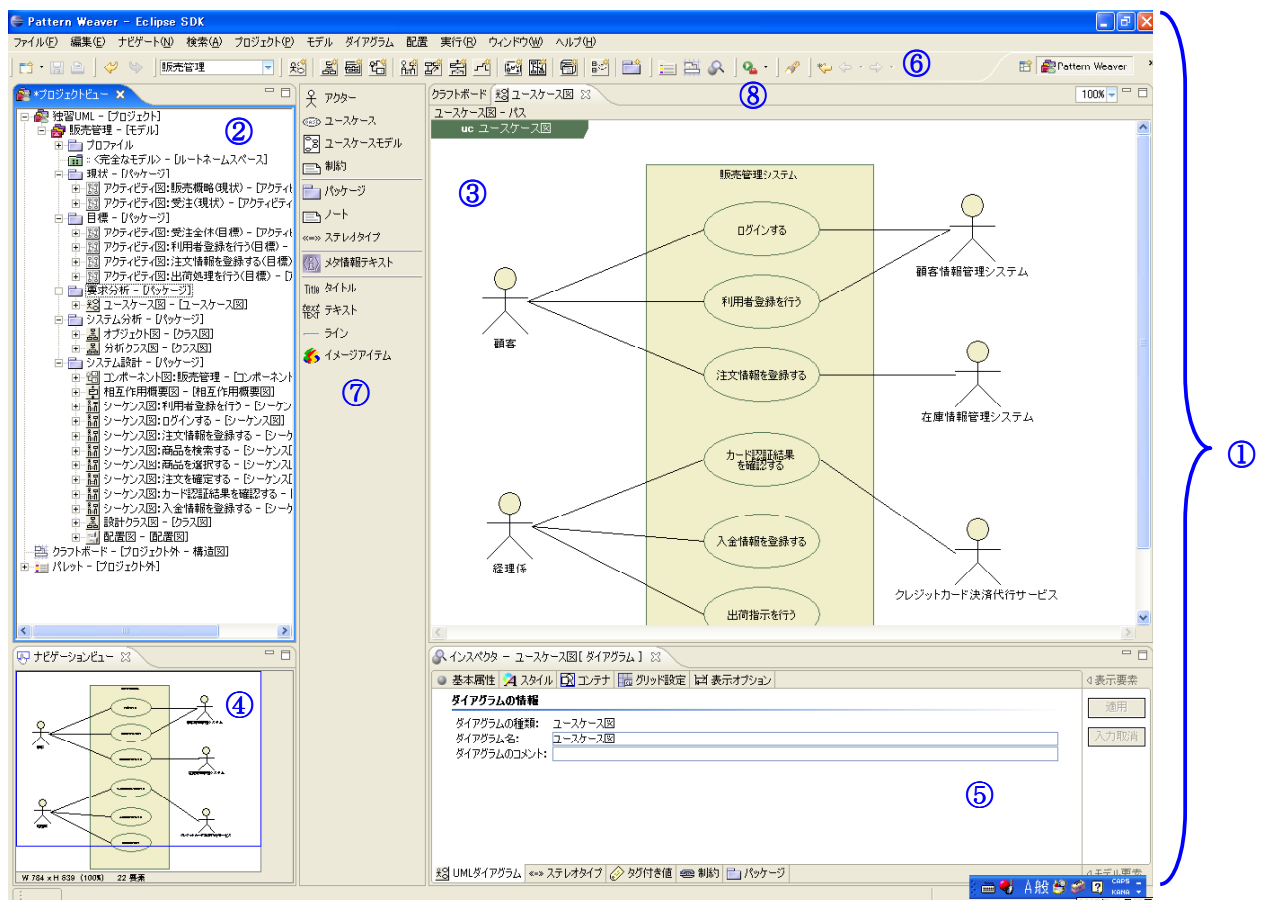 Pattern Weaver - Eclipse SDK
ファイル(F) 編集(E) ナビゲート(N) 検索(A) プロジェクト(P) モデル ダイアグラム 配置 実行(R) ウィンドウ(W) ヘルプ(H)
販売管理
⑥
Pattern Weaver
①
*プロジェクトビュー
②
独習UML - [プロジェクト]
販売管理 - [モデル]
プロファイル
:: <完全なモデル> - [ルートネームスペース]
現状 - [パッケージ]
アクティビティ図:販売概略(現状) - [アクティビ
アクティビティ図:受注(現状) - [アクティビティ
目標 - [パッケージ]
アクティビティ図:受注全体(目標) - [アクティビ
アクティビティ図:利用者登録を行う(目標) -
アクティビティ図:注文情報を登録する(目標)
アクティビティ図:出荷処理を行う(目標) - [ア
要求分析 - [パッケージ]
ユースケース図 - [ユースケース図]
システム分析 - [パッケージ]
オブジェクト図 - [クラス図]
分析クラス図 - [クラス図]
システム設計 - [パッケージ]
コンポーネント図:販売管理 - [コンポーネント
相互作用概要図 - [相互作用概要図]
シーケンス図:利用者登録を行う - [シーケン
シーケンス図:ログインする - [シーケンス図]
シーケンス図:注文情報を登録する - [シーケ
シーケンス図:商品を検索する - [シーケンス[
シーケンス図:商品を選択する - [シーケンス[
シーケンス図:注文を確定する - [シーケンス[
シーケンス図:カード認証結果を確認する - [
シーケンス図:入金情報を登録する - [シーケ
設計クラス図 - [クラス図]
配置図 - [配置図]
クラフトボード - [プロジェクト外 - 構造図]
パレット - [プロジェクト外]
アクター
ユースケース
ユースケースモデル
制約
パッケージ
ノート
ステレオタイプ
メタ情報テキスト
Title タイトル
text TEXT テキスト
ライン
イメージアイテム
⑦
クラフトボード ユースケース図
⑧
100%
ユースケース図 - パス
uc ユースケース図
③
販売管理システム
ログインする
顧客情報管理システム
利用者登録を行う
顧客
注文情報を登録する
在庫情報管理システム
カード認証結果
を確認する
入金情報を登録する
経理係
クレジットカード決済代行サービス
出荷指示を行う
ナビゲーションビュー
④
W 784 x H 839 (100%) 22 要素
インスペクタ - ユースケース図[ ダイアグラム ]
基本属性 スタイル コンテナ グリッド設定 表示オプション
表示要素
ダイアグラムの情報
適用
ダイアグラムの種類: ユースケース図
ダイアグラム名: ユースケース図
入力取消
ダイアグラムのコメント:
⑤
UMLダイアグラム ステレオタイプ タグ付き値 制約 パッケージ
モデル要素
A 般 CAPS KANA